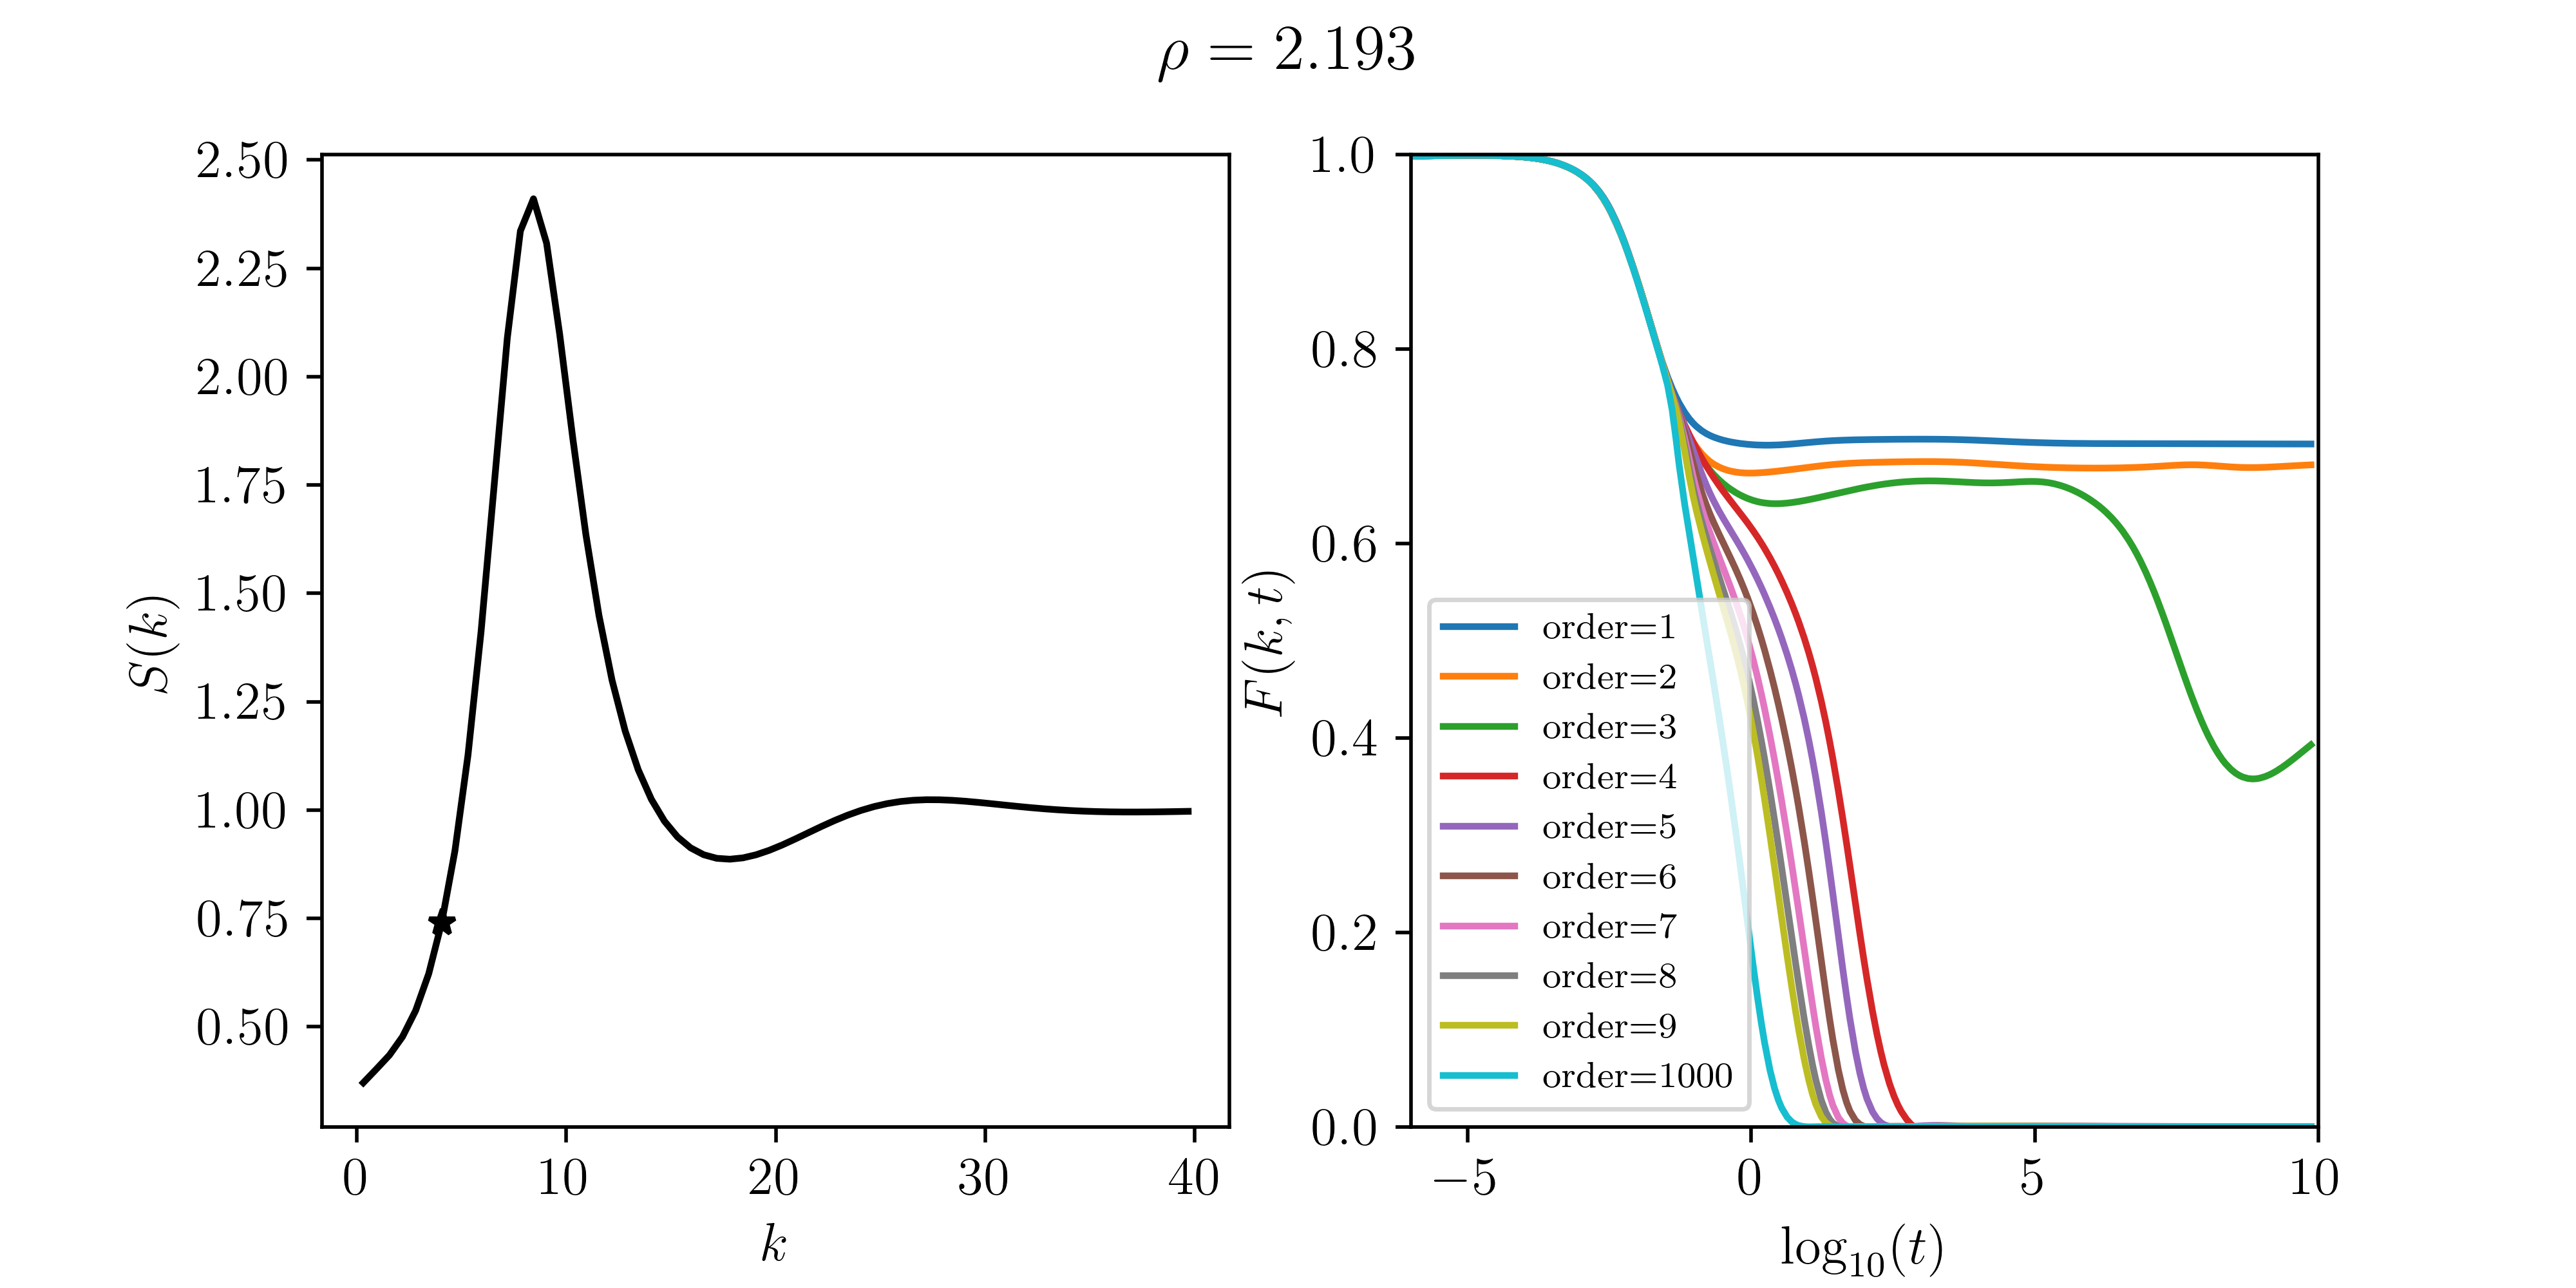 ρ = 2.193
S(k)
2.50
2.25
2.00
1.75
1.50
1.25
1.00
0.75
0.50
0 10 20 30 40
k
F(k, t)
1.0
0.8
0.6
0.4
0.2
0.0
order=1
order=2
order=3
order=4
order=5
order=6
order=7
order=8
order=9
order=1000
−5 0 5 10
log₁₀(t)